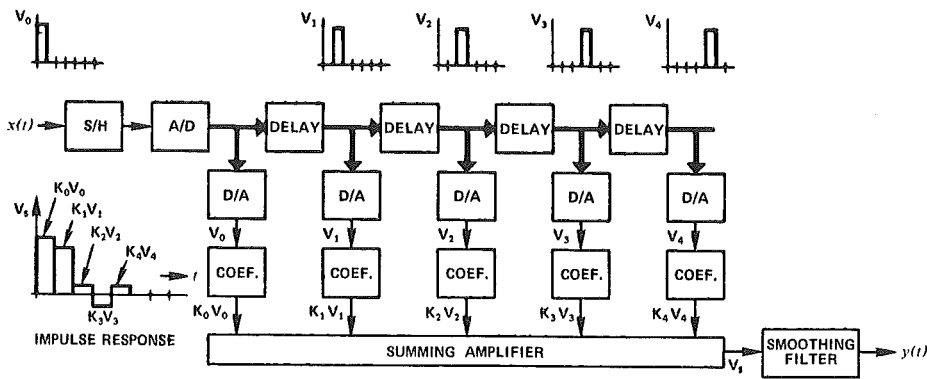 V₀ V₁ V₂ V₃ V₄
x(t) S/H A/D DELAY DELAY DELAY DELAY
D/A D/A D/A D/A D/A
K₀V₀
Vₛ K₁V₁
K₂V₂
K₄V₄
t
K₃V₃
IMPULSE RESPONSE
V₀ V₁ V₂ V₃ V₄
COEF. COEF. COEF. COEF. COEF.
K₀V₀ K₁V₁ K₂V₂ K₃V₃ K₄V₄
SUMMING AMPLIFIER
Vₛ
SMOOTHING
FILTER
y(t)